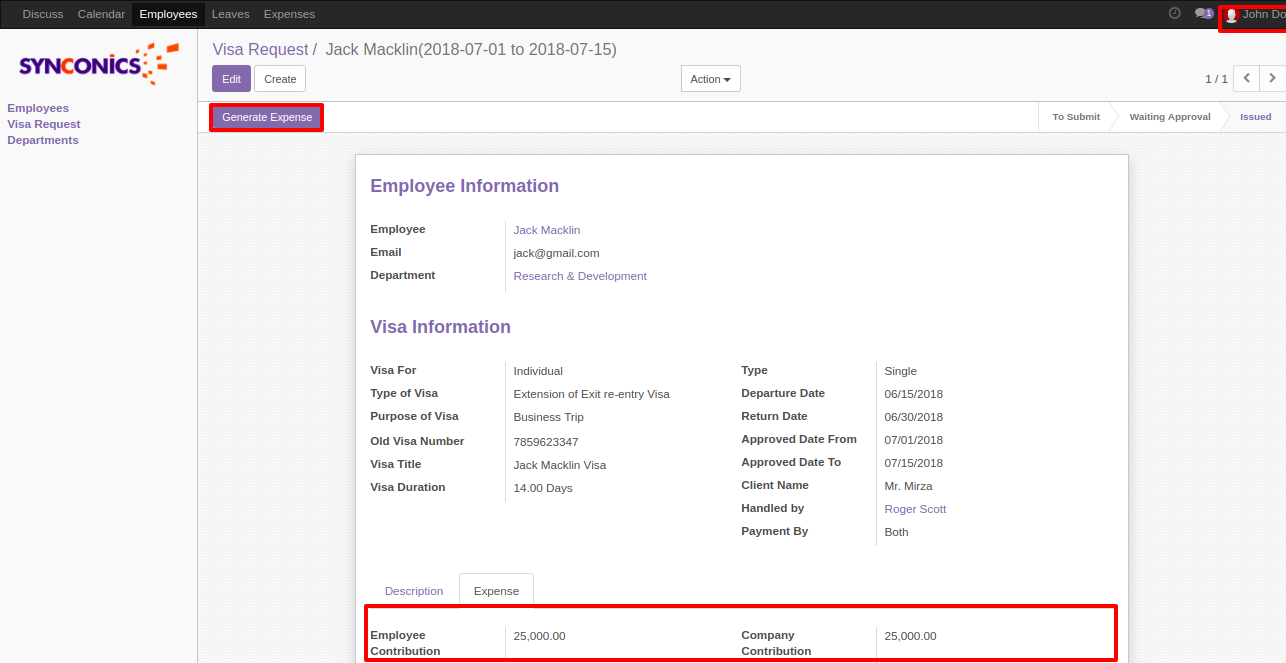 Discuss Calendar Employees Leaves Expenses 1 John Do
SYNCONICS
Employees
Visa Request
Departments
Visa Request / Jack Macklin(2018-07-01 to 2018-07-15)
Edit Create Action 1 / 1
Generate Expense To Submit Waiting Approval Issued
Employee Information
Employee Jack Macklin
Email jack@gmail.com
Department Research & Development
Visa Information
Visa For Individual Type Single
Type of Visa Extension of Exit re-entry Visa Departure Date 06/15/2018
Purpose of Visa Business Trip Return Date 06/30/2018
Old Visa Number 7859623347 Approved Date From 07/01/2018
Visa Title Jack Macklin Visa Approved Date To 07/15/2018
Visa Duration 14.00 Days Client Name Mr. Mirza
Handled by Roger Scott
Payment By Both
Description Expense
Employee 25,000.00 Company 25,000.00
Contribution Contribution